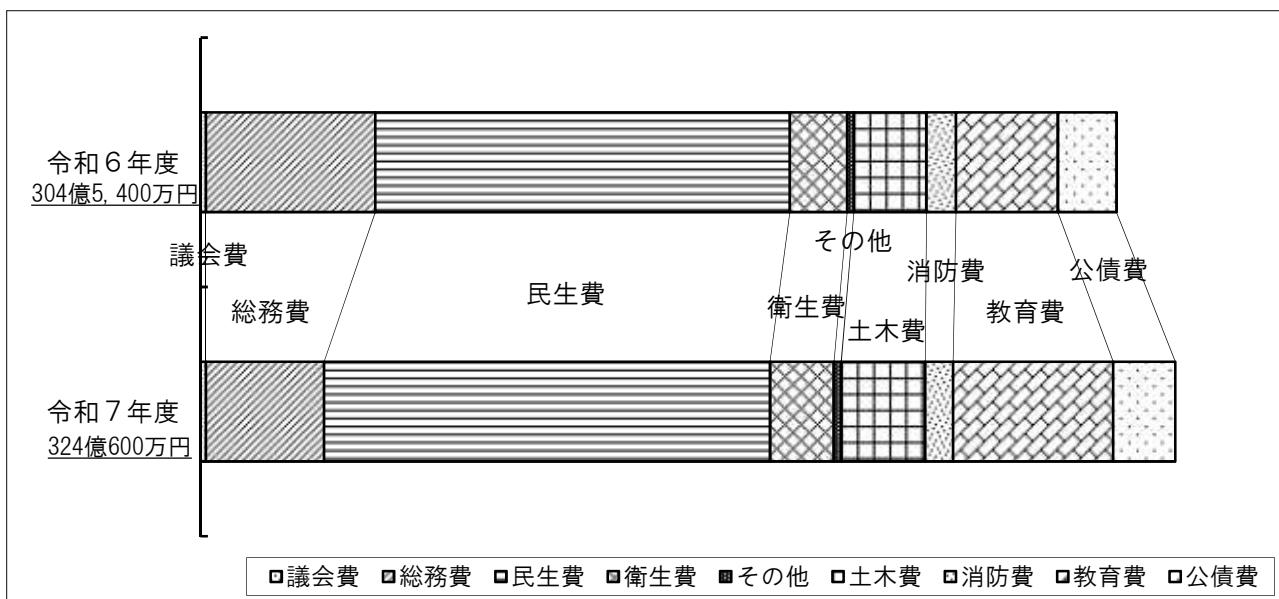 令和６年度
304億5,400万円
議会費
総務費
民生費
衛生費
その他
土木費
消防費
教育費
公債費
令和７年度
324億600万円
議会費 総務費 民生費 衛生費 その他 土木費 消防費 教育費 公債費